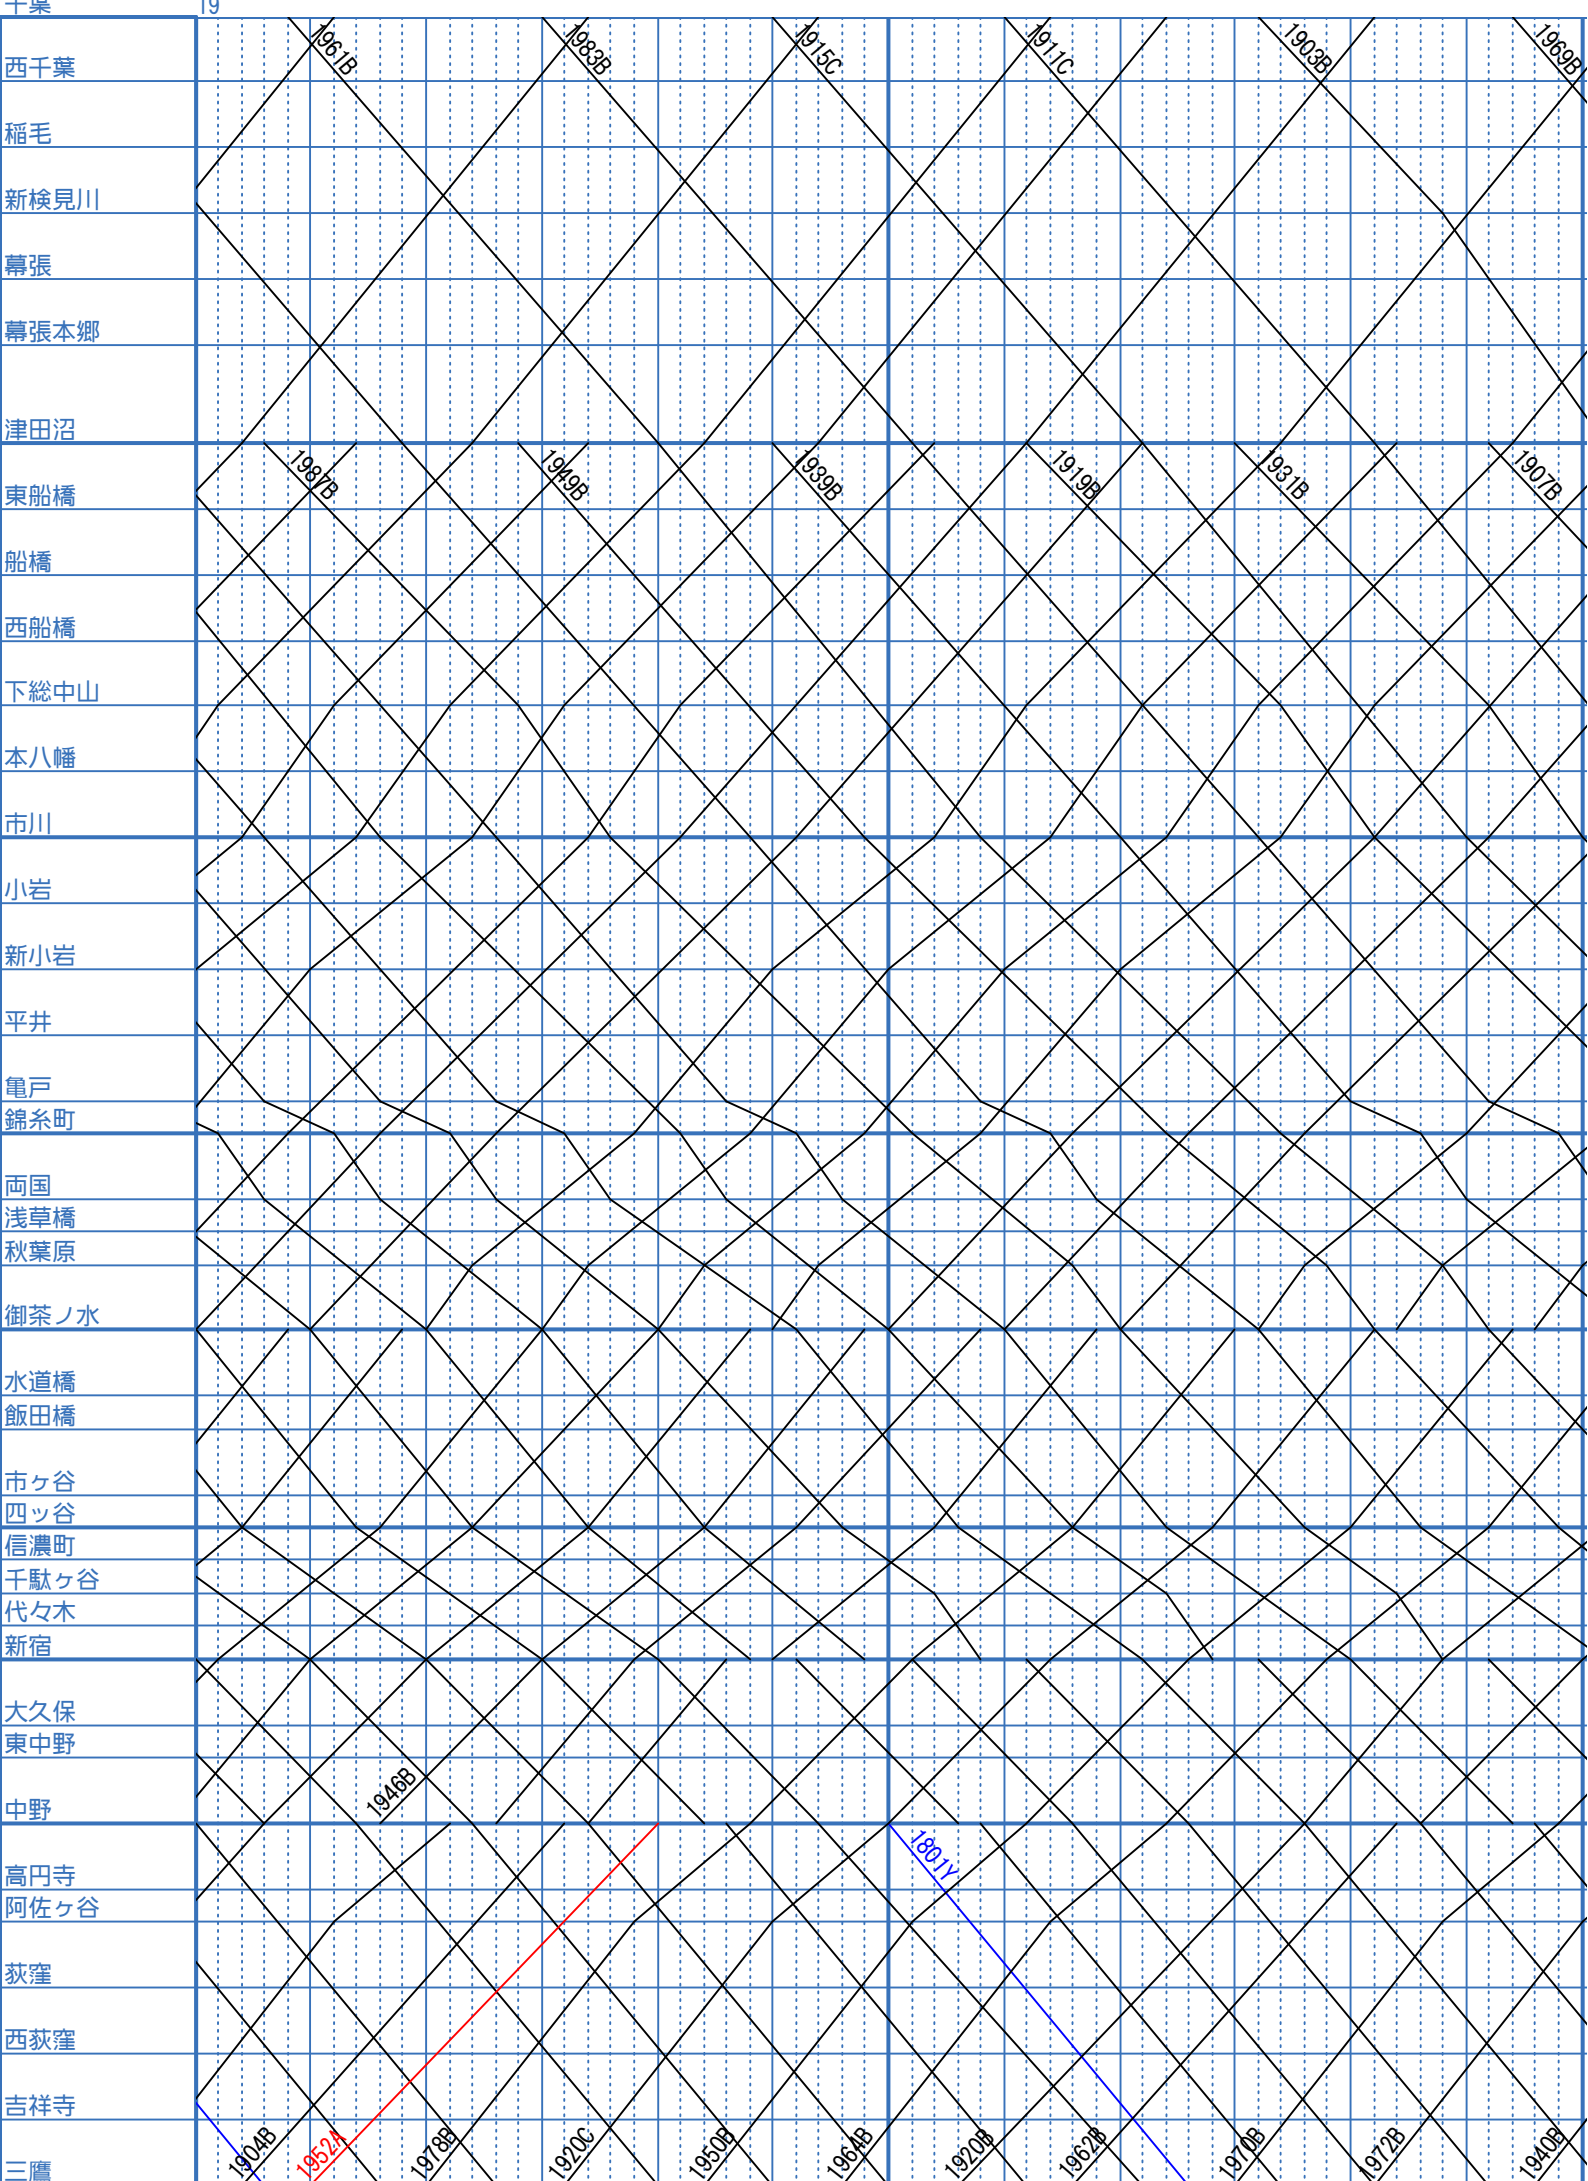 千葉 19
1961B 1983B 1915C 1911C 1903B 1969B
西千葉
稲毛
新検見川
幕張
幕張本郷
津田沼
1987B 1949B 1939B 1919B 1931B 1907B
東船橋
船橋
西船橋
下総中山
本八幡
市川
小岩
新小岩
平井
亀戸
錦糸町
両国
浅草橋
秋葉原
御茶ノ水
水道橋
飯田橋
市ヶ谷
四ッ谷
信濃町
千駄ヶ谷
代々木
新宿
大久保
東中野
1946B
中野
1801Y
高円寺
阿佐ヶ谷
荻窪
西荻窪
吉祥寺
1904B 1952A 1978B 1920C 1950B 1964B 1920B 1962B 1970B 1972B 1940B
三鷹